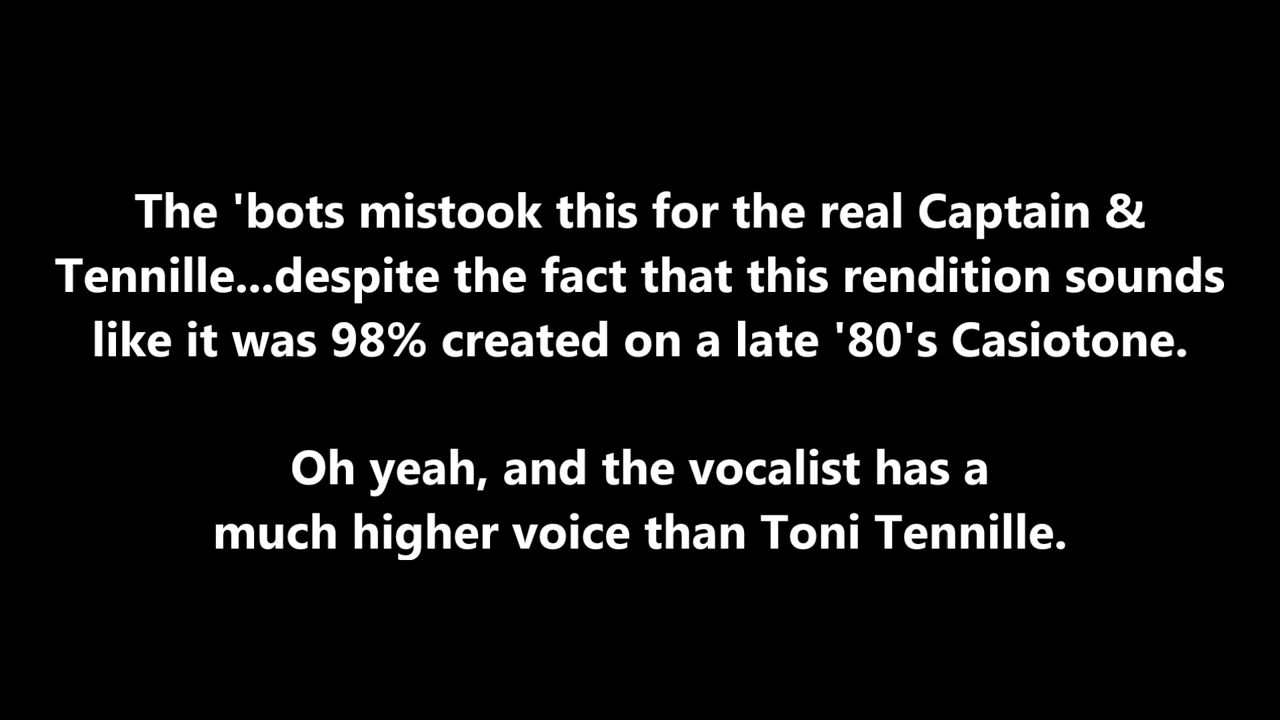 The 'bots mistook this for the real Captain &
Tennille...despite the fact that this rendition sounds
like it was 98% created on a late '80's Casiotone.
Oh yeah, and the vocalist has a
much higher voice than Toni Tennille.